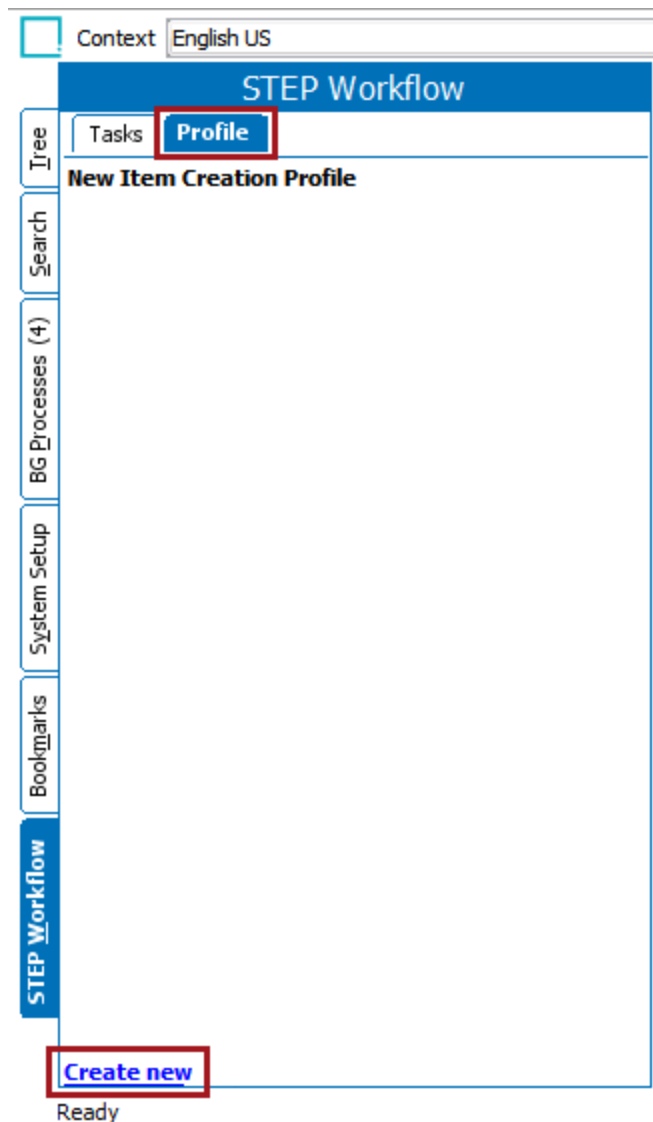 Context English US
STEP Workflow
Tasks Profile
New Item Creation Profile
Tree
Search
BG Processes (4)
System Setup
Bookmarks
STEP Workflow
Create new
Ready